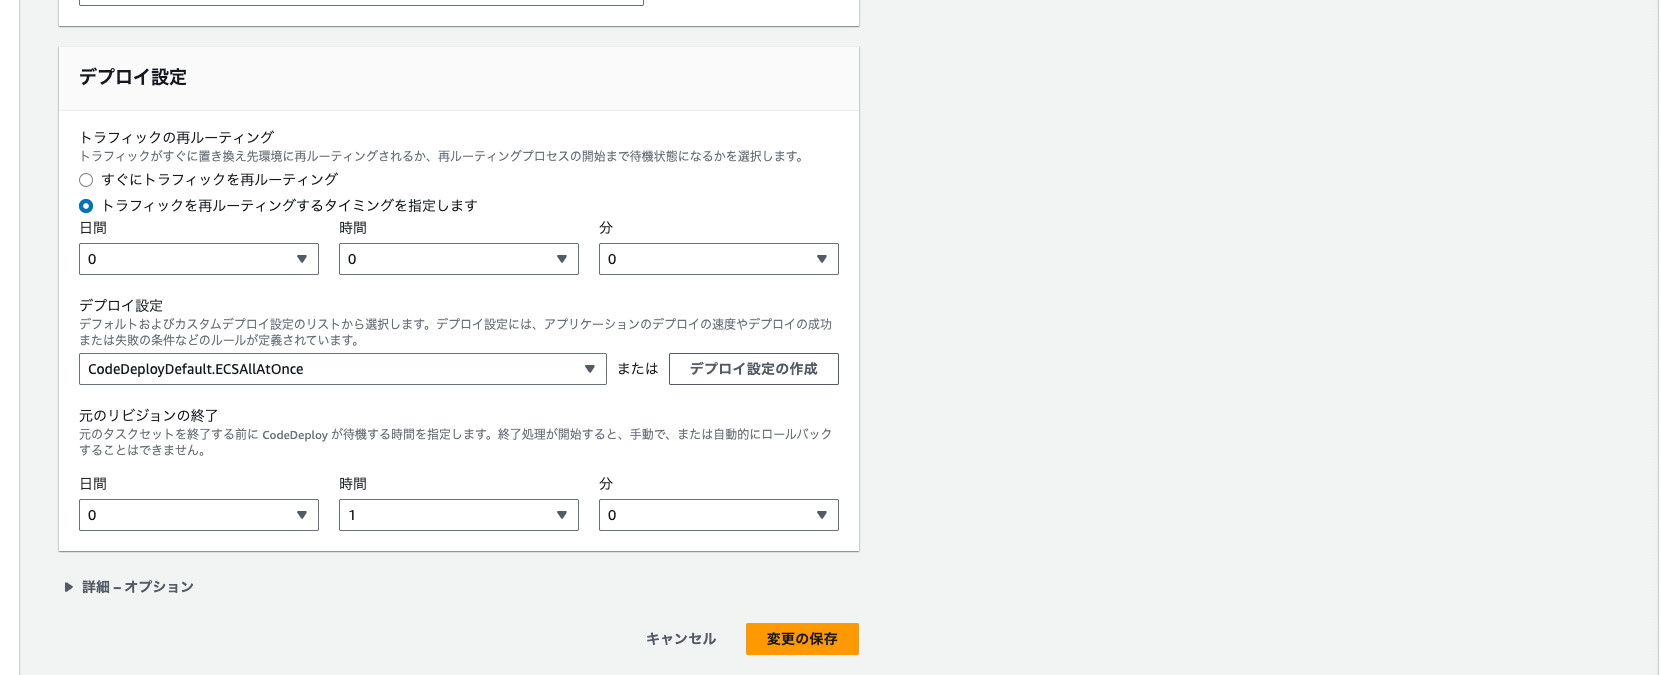 デプロイ設定
トラフィックの再ルーティング
トラフィックがすぐに置き換え先環境に再ルーティングされるか、再ルーティングプロセスの開始まで待機状態になるかを選択します。
すぐにトラフィックを再ルーティング
トラフィックを再ルーティングするタイミングを指定します
日間 時間 分
0 0 0
デプロイ設定
デフォルトおよびカスタムデプロイ設定のリストから選択します。デプロイ設定には、アプリケーションのデプロイの速度やデプロイの成功
または失敗の条件などのルールが定義されています。
CodeDeployDefault.ECSAllAtOnce または デプロイ設定の作成
元のリビジョンの終了
元のタスクセットを終了する前に CodeDeploy が待機する時間を指定します。終了処理が開始すると、手動で、または自動的にロールバック
することはできません。
日間 時間 分
0 1 0
詳細 – オプション
キャンセル 変更の保存